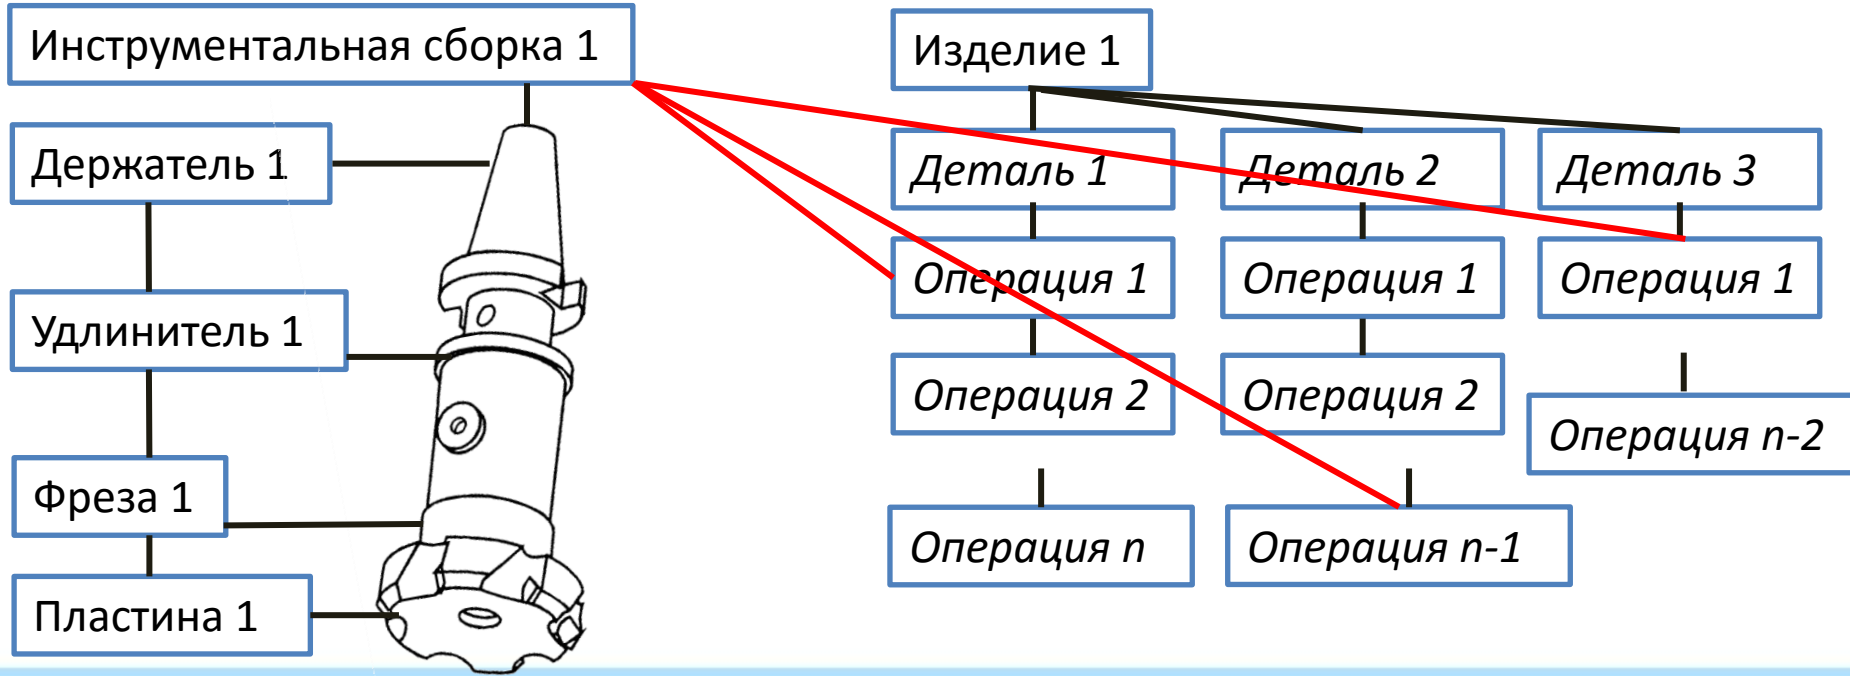 Инструментальная сборка 1
Держатель 1
Удлинитель 1
Фреза 1
Пластина 1
Изделие 1
Деталь 1
Операция 1
Операция 2
Операция n
Деталь 2
Операция 1
Операция 2
Операция n-1
Деталь 3
Операция 1
Операция n-2